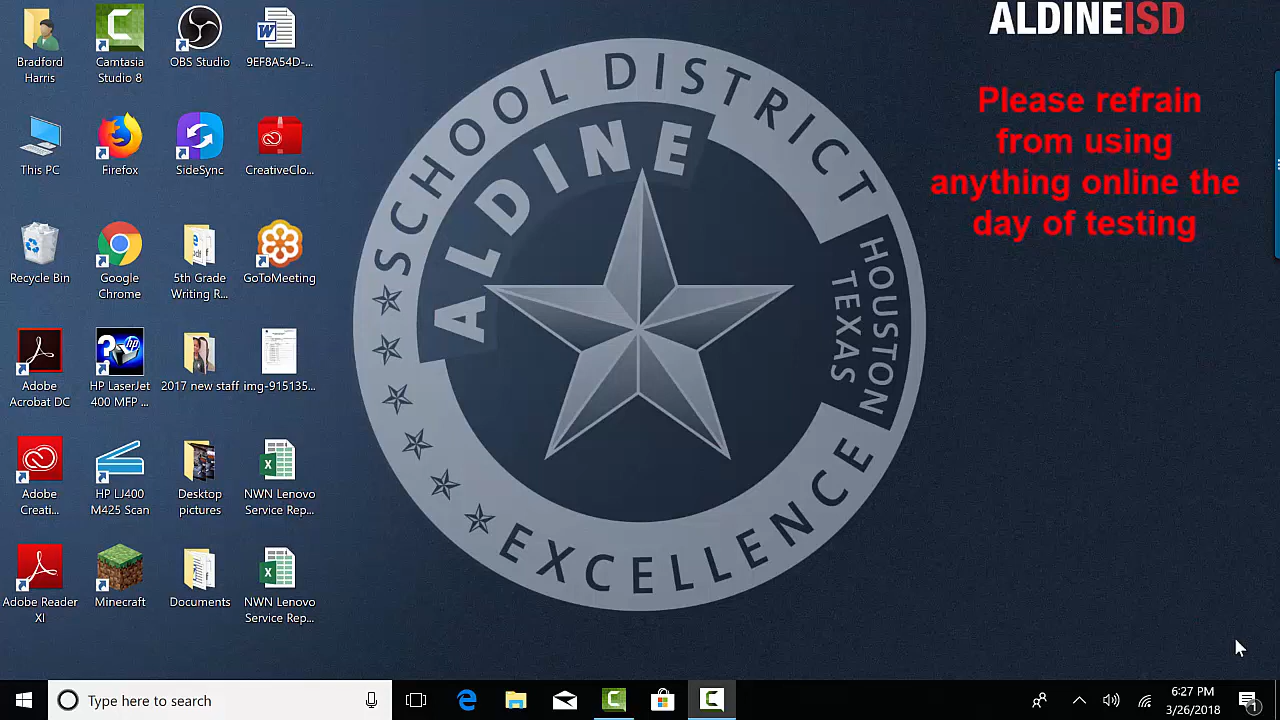 ALDINEISD
Please refrain
from using
anything online the
day of testing
SCHOOL DISTRICT
ALDINE
HOUSTON
TEXAS
EXCELLENCE
Bradford
Harris
Camtasia
Studio 8
OBS Studio
9EF8A54D-...
This PC
Firefox
SideSync
CreativeClo...
Recycle Bin
Google
Chrome
5th Grade
Writing R...
GoToMeeting
Adobe
Acrobat DC
HP LaserJet
400 MFP ...
2017 new staff
img-915135...
Adobe
Creati...
HP LJ400
M425 Scan
Desktop
pictures
NWN Lenovo
Service Rep...
Adobe Reader
XI
Minecraft
Documents
NWN Lenovo
Service Rep...
Type here to search
6:27 PM
3/26/2018
1